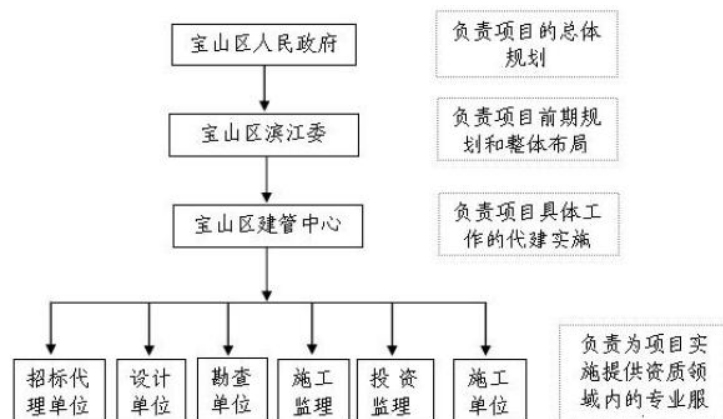 宝山区人民政府
负责项目的总体
规划
宝山区滨江委
负责项目前期规
划和整体布局
宝山区建管中心
负责项目具体工
作的代建实施
招标代
理单位
设计
单位
勘查
单位
施工
监理
投资
监理
施工
单位
负责为项目实
施提供资质领
域内的专业服